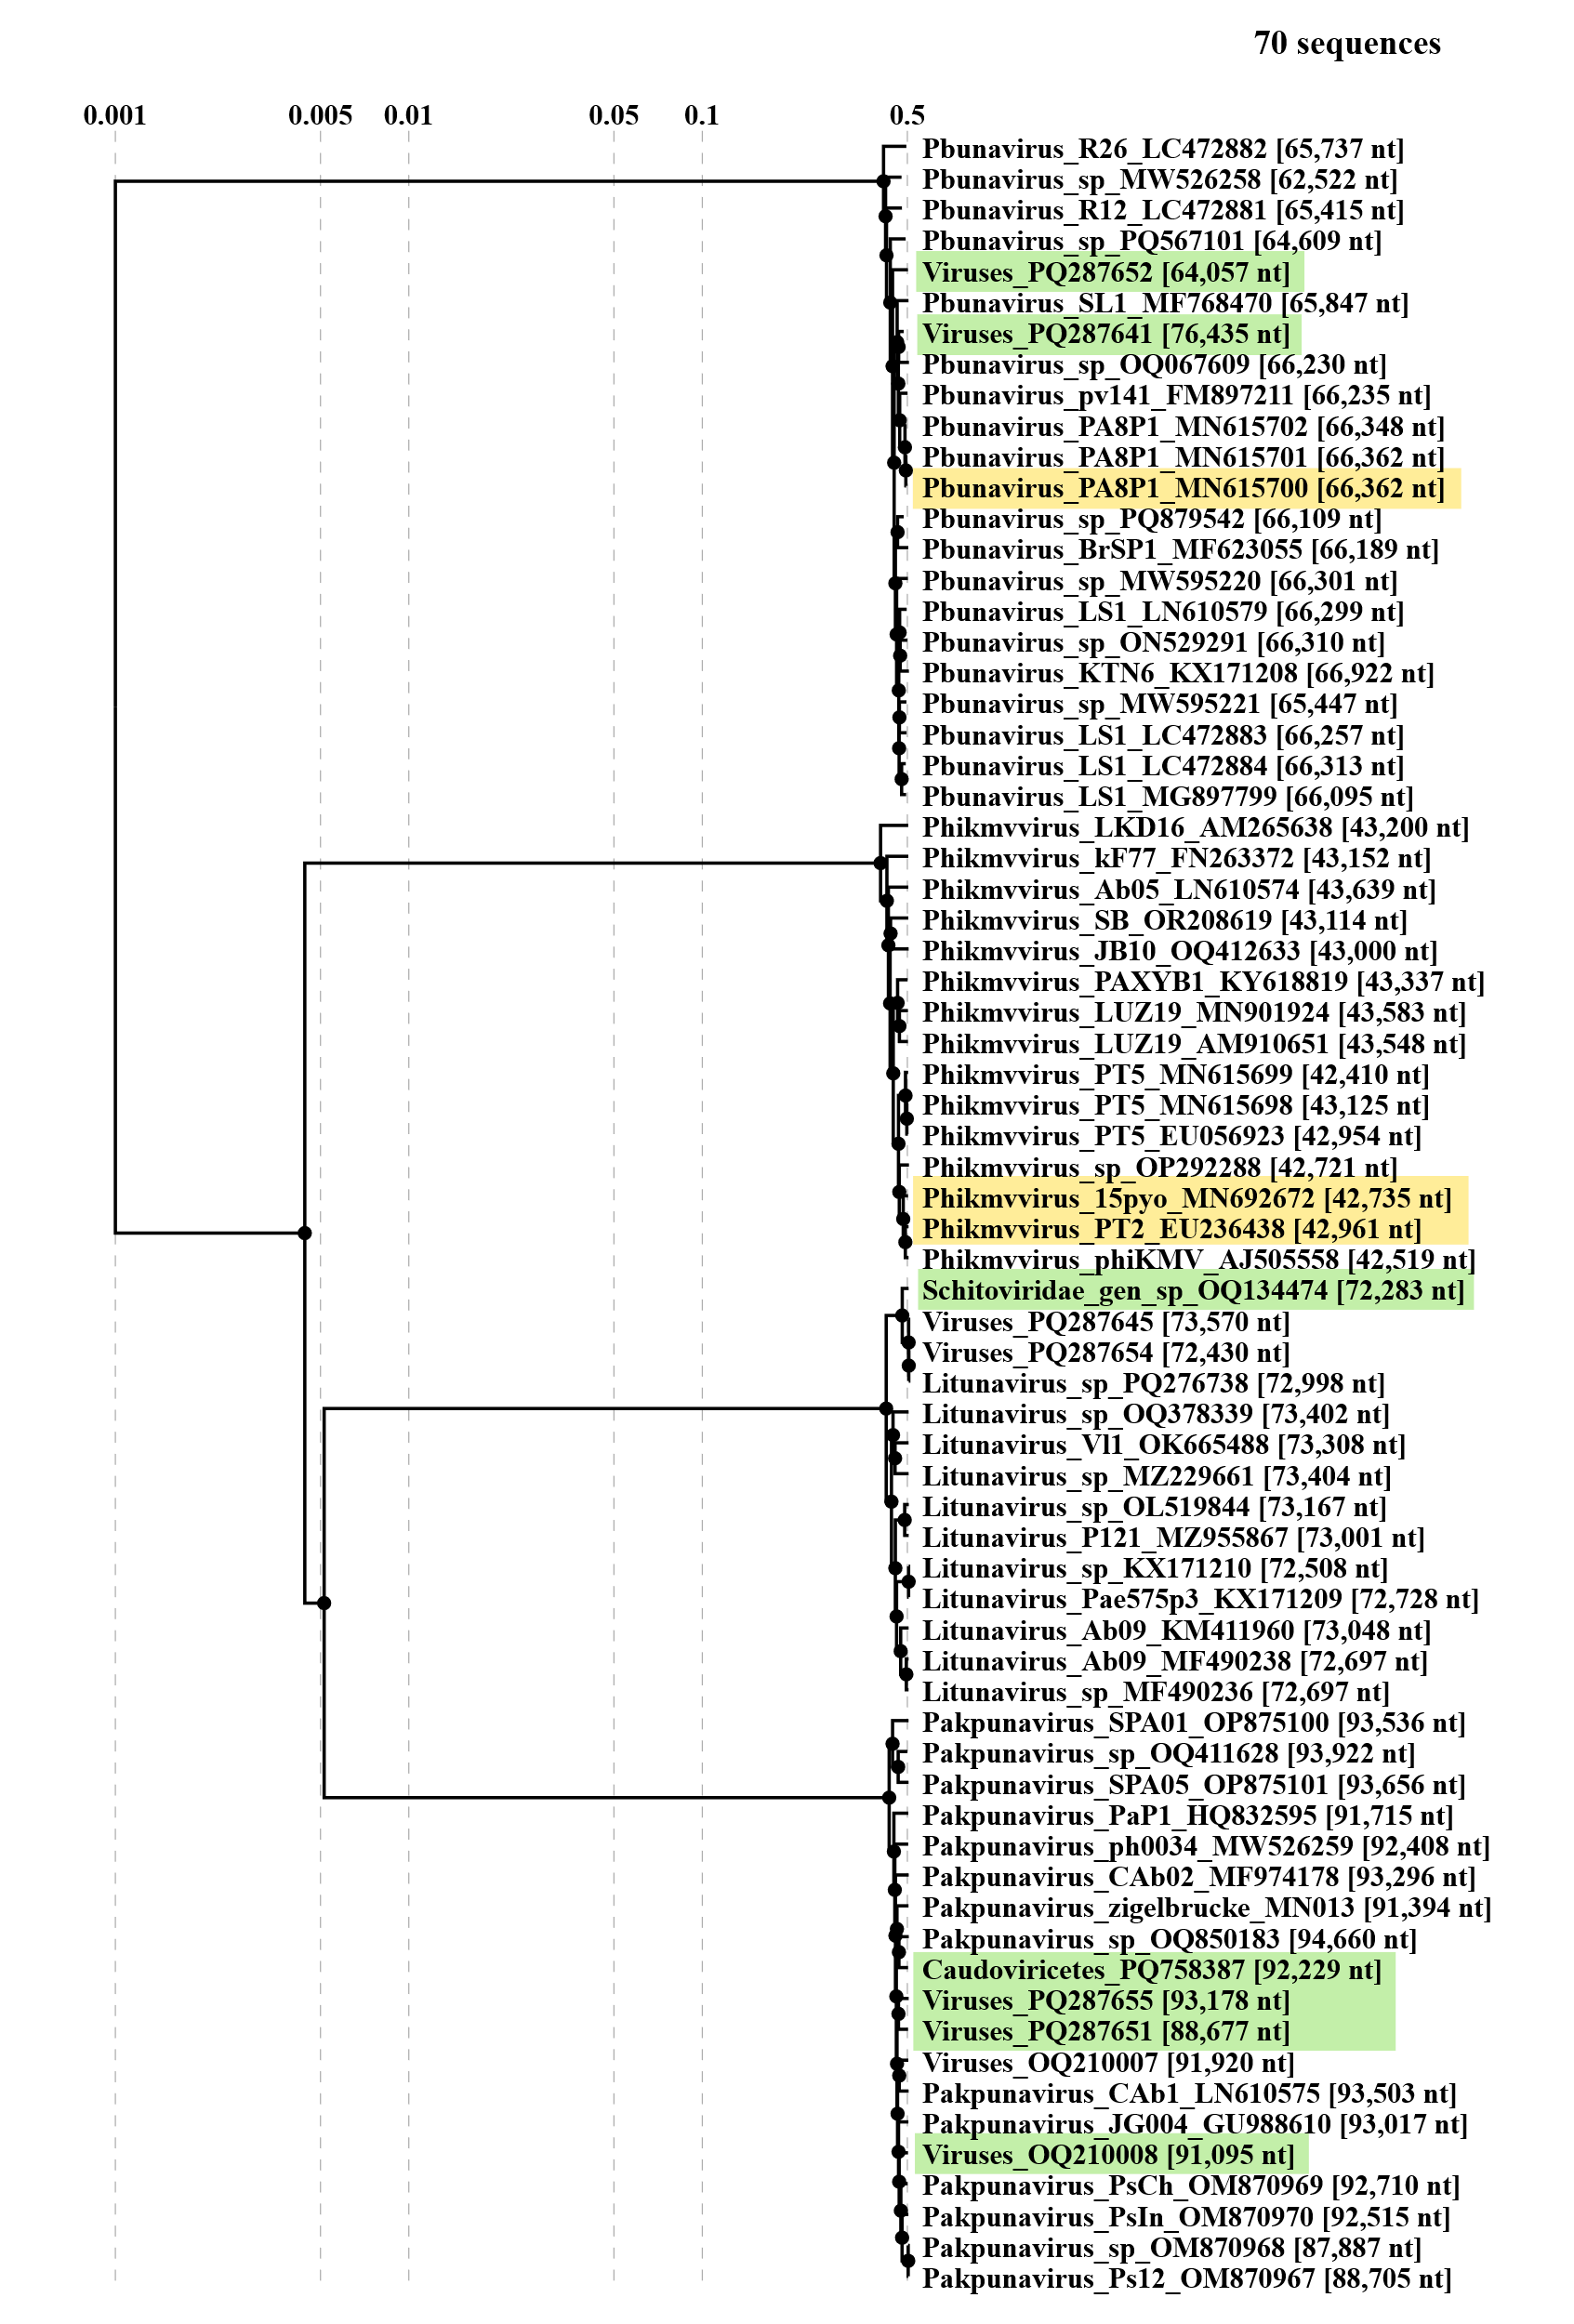 70 sequences
0.001 0.005 0.01 0.05 0.1 0.5
Pbunavirus_R26_LC472882 [65,737 nt]
Pbunavirus_sp_MW526258 [62,522 nt]
Pbunavirus_R12_LC472881 [65,415 nt]
Pbunavirus_sp_PQ567101 [64,609 nt]
Viruses_PQ287652 [64,057 nt]
Pbunavirus_SL1_MF768470 [65,847 nt]
Viruses_PQ287641 [76,435 nt]
Pbunavirus_sp_OQ067609 [66,230 nt]
Pbunavirus_pv141_FM897211 [66,235 nt]
Pbunavirus_PA8P1_MN615702 [66,348 nt]
Pbunavirus_PA8P1_MN615701 [66,362 nt]
Pbunavirus_PA8P1_MN615700 [66,362 nt]
Pbunavirus_sp_PQ879542 [66,109 nt]
Pbunavirus_BrSP1_MF623055 [66,189 nt]
Pbunavirus_sp_MW595220 [66,301 nt]
Pbunavirus_LS1_LN610579 [66,299 nt]
Pbunavirus_sp_ON529291 [66,310 nt]
Pbunavirus_KTN6_KX171208 [66,922 nt]
Pbunavirus_sp_MW595221 [65,447 nt]
Pbunavirus_LS1_LC472883 [66,257 nt]
Pbunavirus_LS1_LC472884 [66,313 nt]
Pbunavirus_LS1_MG897799 [66,095 nt]
Phikmvvirus_LKD16_AM265638 [43,200 nt]
Phikmvvirus_kF77_FN263372 [43,152 nt]
Phikmvvirus_Ab05_LN610574 [43,639 nt]
Phikmvvirus_SB_OR208619 [43,114 nt]
Phikmvvirus_JB10_OQ412633 [43,000 nt]
Phikmvvirus_PAXYB1_KY618819 [43,337 nt]
Phikmvvirus_LUZ19_MN901924 [43,583 nt]
Phikmvvirus_LUZ19_AM910651 [43,548 nt]
Phikmvvirus_PT5_MN615699 [42,410 nt]
Phikmvvirus_PT5_MN615698 [43,125 nt]
Phikmvvirus_PT5_EU056923 [42,954 nt]
Phikmvvirus_sp_OP292288 [42,721 nt]
Phikmvvirus_15pyo_MN692672 [42,735 nt]
Phikmvvirus_PT2_EU236438 [42,961 nt]
Phikmvvirus_phiKMV_AJ505558 [42,519 nt]
Schitoviridae_gen_sp_OQ134474 [72,283 nt]
Viruses_PQ287645 [73,570 nt]
Viruses_PQ287654 [72,430 nt]
Litunavirus_sp_PQ276738 [72,998 nt]
Litunavirus_sp_OQ378339 [73,402 nt]
Litunavirus_Vl1_OK665488 [73,308 nt]
Litunavirus_sp_MZ229661 [73,404 nt]
Litunavirus_sp_OL519844 [73,167 nt]
Litunavirus_P121_MZ955867 [73,001 nt]
Litunavirus_sp_KX171210 [72,508 nt]
Litunavirus_Pae575p3_KX171209 [72,728 nt]
Litunavirus_Ab09_KM411960 [73,048 nt]
Litunavirus_Ab09_MF490238 [72,697 nt]
Litunavirus_sp_MF490236 [72,697 nt]
Pakpunavirus_SPA01_OP875100 [93,536 nt]
Pakpunavirus_sp_OQ411628 [93,922 nt]
Pakpunavirus_SPA05_OP875101 [93,656 nt]
Pakpunavirus_PaP1_HQ832595 [91,715 nt]
Pakpunavirus_ph0034_MW526259 [92,408 nt]
Pakpunavirus_CAb02_MF974178 [93,296 nt]
Pakpunavirus_zigelbrucke_MN013 [91,394 nt]
Pakpunavirus_sp_OQ850183 [94,660 nt]
Caudoviricetes_PQ758387 [92,229 nt]
Viruses_PQ287655 [93,178 nt]
Viruses_PQ287651 [88,677 nt]
Viruses_OQ210007 [91,920 nt]
Pakpunavirus_CAb1_LN610575 [93,503 nt]
Pakpunavirus_JG004_GU988610 [93,017 nt]
Viruses_OQ210008 [91,095 nt]
Pakpunavirus_PsCh_OM870969 [92,710 nt]
Pakpunavirus_PsIn_OM870970 [92,515 nt]
Pakpunavirus_sp_OM870968 [87,887 nt]
Pakpunavirus_Ps12_OM870967 [88,705 nt]